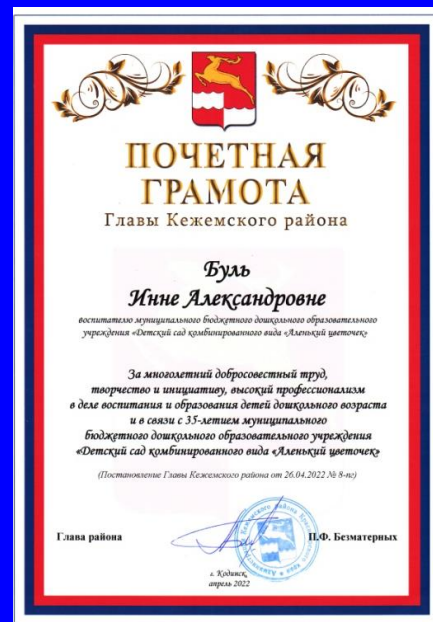 ПОЧЕТНАЯ
ГРАМОТА
Главы Кежемского района
Буль
Инне Александровне
воспитателю муниципального бюджетного дошкольного образовательного
учреждения «Детский сад комбинированного вида «Аленький цветочек»
За многолетний добросовестный труд,
творчество и инициативу, высокий профессионализм
в деле воспитания и образования детей дошкольного возраста
и в связи с 35-летием муниципального
бюджетного дошкольного образовательного учреждения
«Детский сад комбинированного вида «Аленький цветочек»
(Постановление Главы Кежемского района от 26.04.2022 № 8-пг)
Глава района П.Ф. Безматерных
г. Кодинск,
апрель 2022